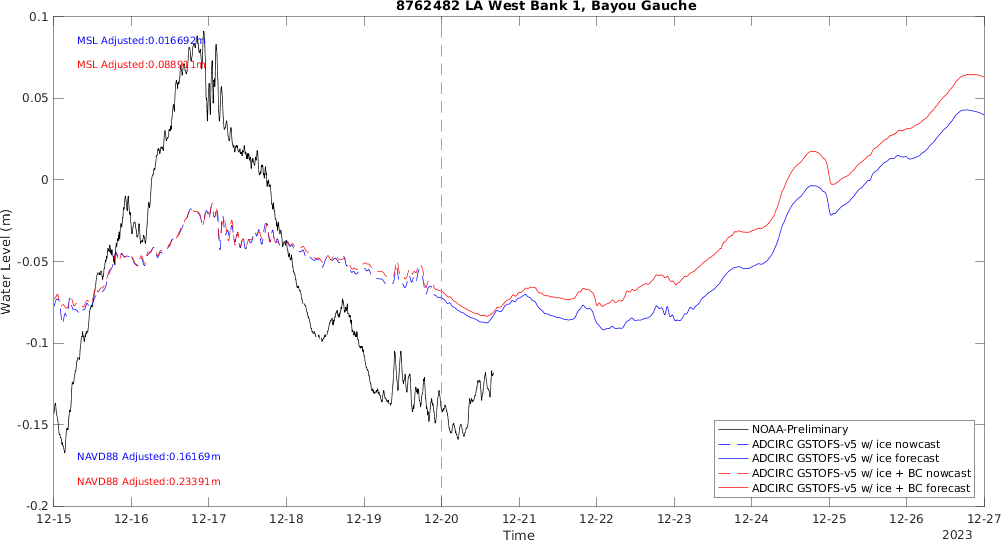 8762482 LA West Bank 1, Bayou Gauche
MSL Adjusted:0.016692m
MSL Adjusted:0.088911m
Water Level (m)
0.1
0.05
0
-0.05
-0.1
-0.15
-0.2
NAVD88 Adjusted:0.16169m
NAVD88 Adjusted:0.23391m
NOAA-Preliminary
ADCIRC GSTOFS-v5 w/ ice nowcast
ADCIRC GSTOFS-v5 w/ ice forecast
ADCIRC GSTOFS-v5 w/ ice + BC nowcast
ADCIRC GSTOFS-v5 w/ ice + BC forecast
12-15 12-16 12-17 12-18 12-19 12-20 12-21 12-22 12-23 12-24 12-25 12-26 12-27
Time
2023